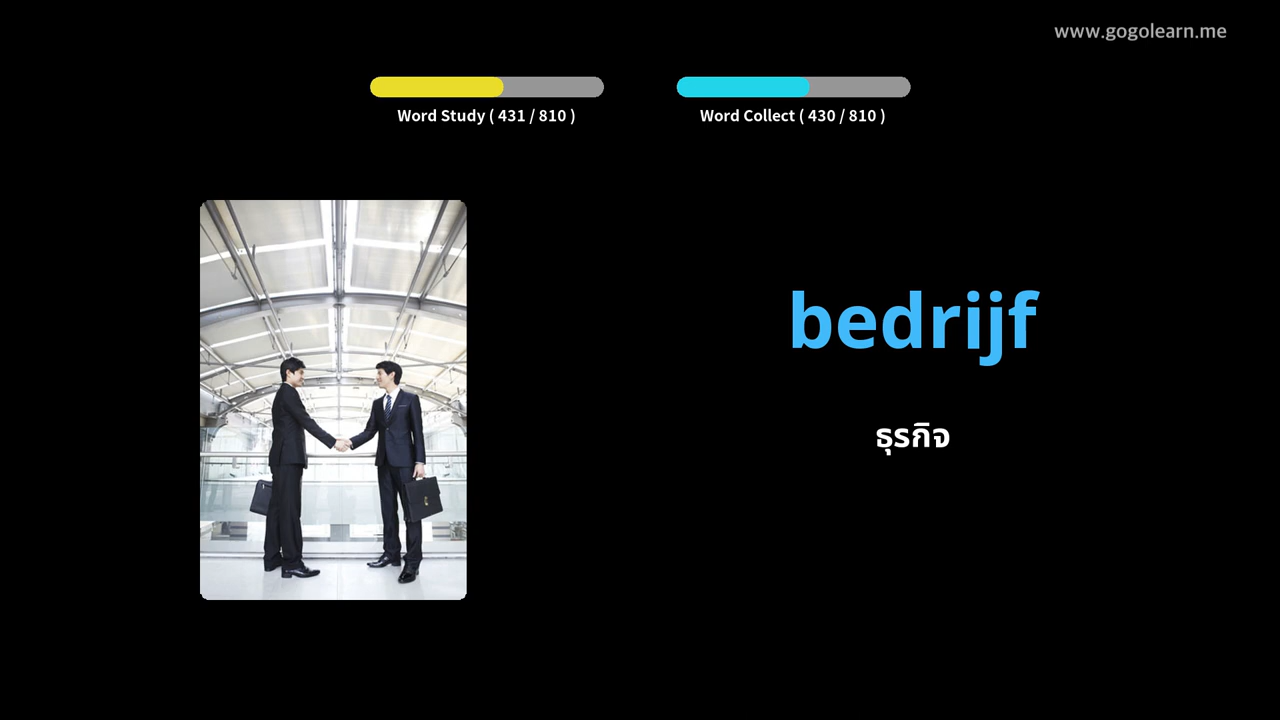 www.gogolearn.me
Word Study ( 431 / 810 )
Word Collect ( 430 / 810 )
bedrijf
ธุรกิจ